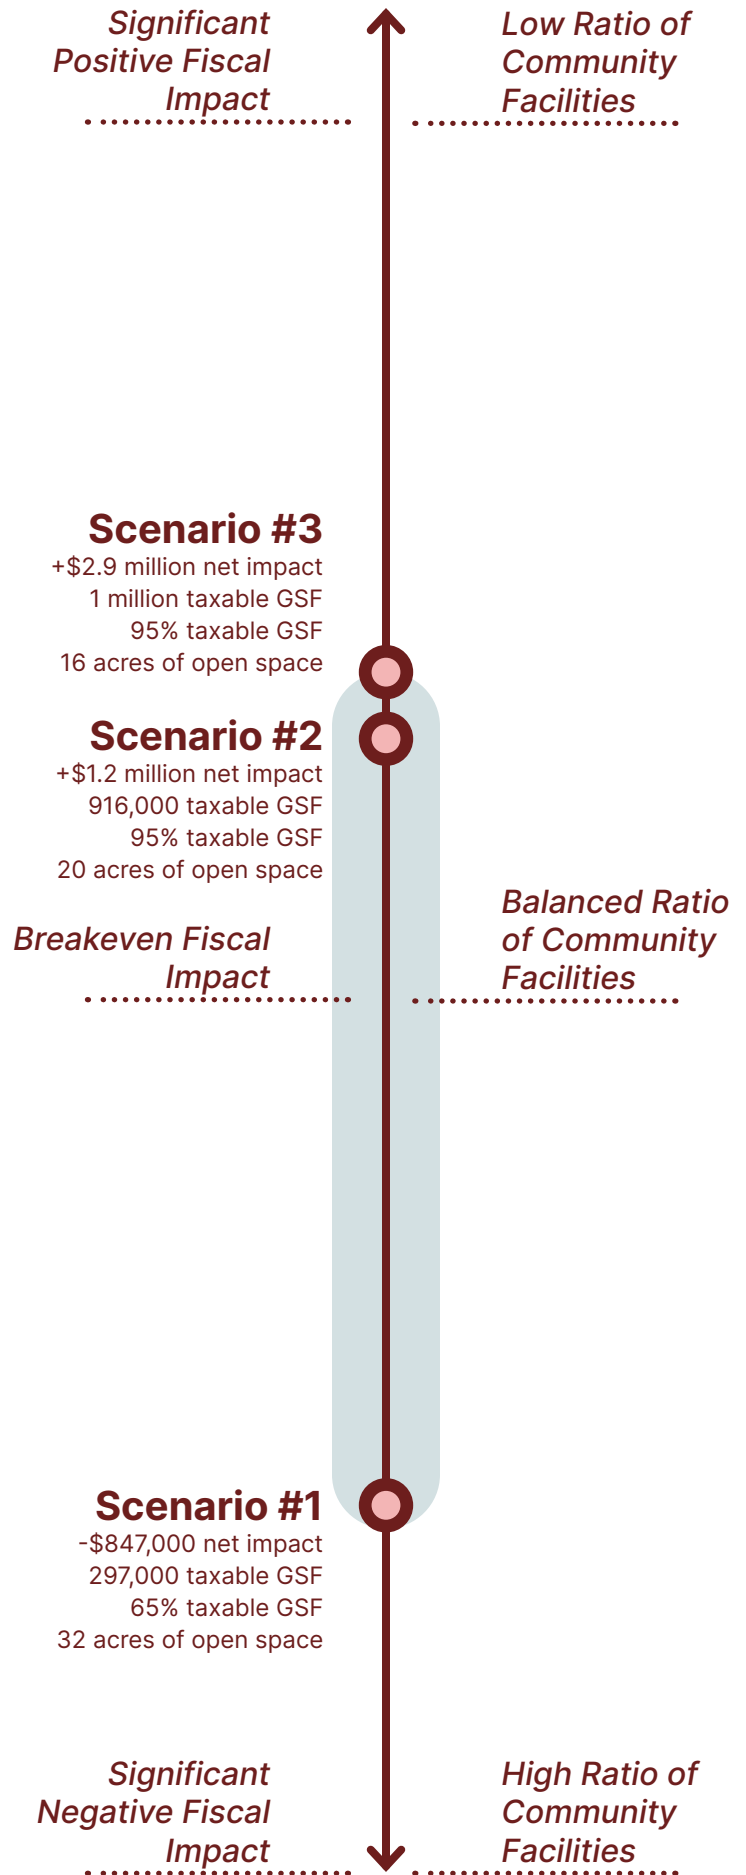 Significant
Positive Fiscal
Impact
Low Ratio of
Community
Facilities
Scenario #3
+$2.9 million net impact
1 million taxable GSF
95% taxable GSF
16 acres of open space
Scenario #2
+$1.2 million net impact
916,000 taxable GSF
95% taxable GSF
20 acres of open space
Breakeven Fiscal
Impact
Balanced Ratio
of Community
Facilities
Scenario #1
-$847,000 net impact
297,000 taxable GSF
65% taxable GSF
32 acres of open space
Significant
Negative Fiscal
Impact
High Ratio of
Community
Facilities